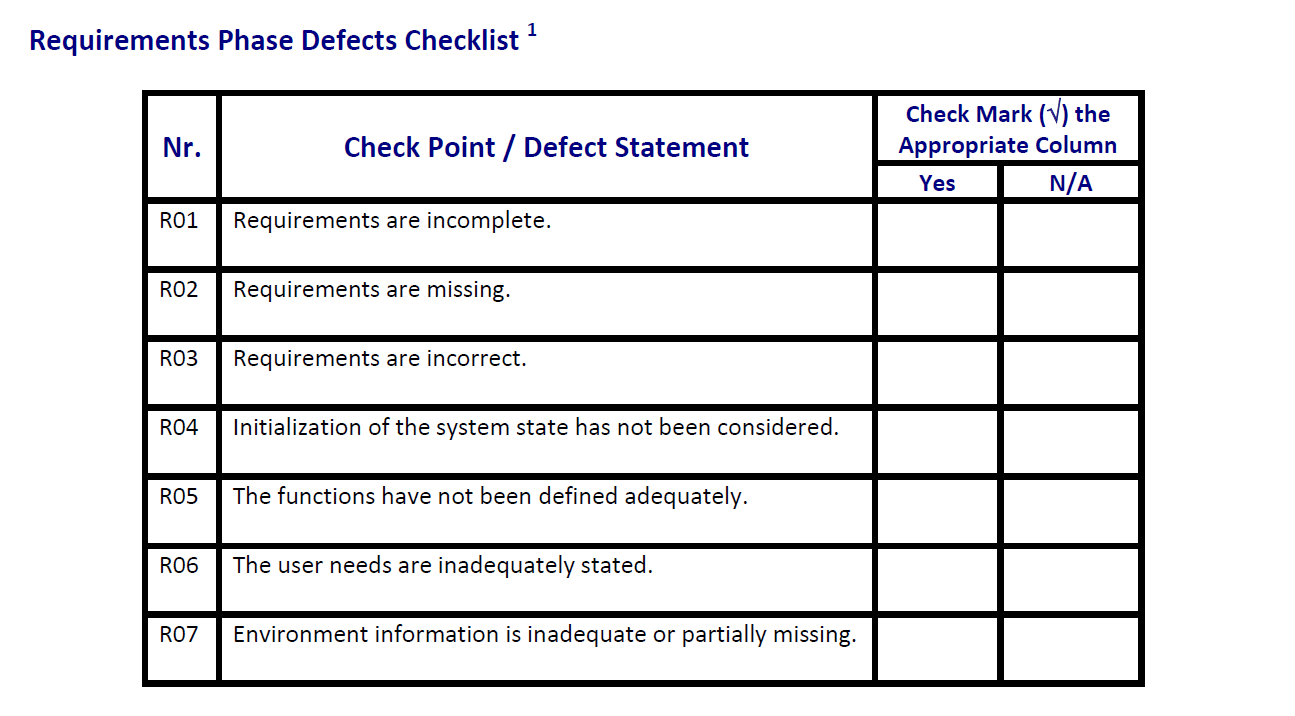 Requirements Phase Defects Checklist 1
Nr.
Check Point / Defect Statement
Check Mark (√) the
Appropriate Column
Yes
N/A
R01 Requirements are incomplete.
R02 Requirements are missing.
R03 Requirements are incorrect.
R04 Initialization of the system state has not been considered.
R05 The functions have not been defined adequately.
R06 The user needs are inadequately stated.
R07 Environment information is inadequate or partially missing.